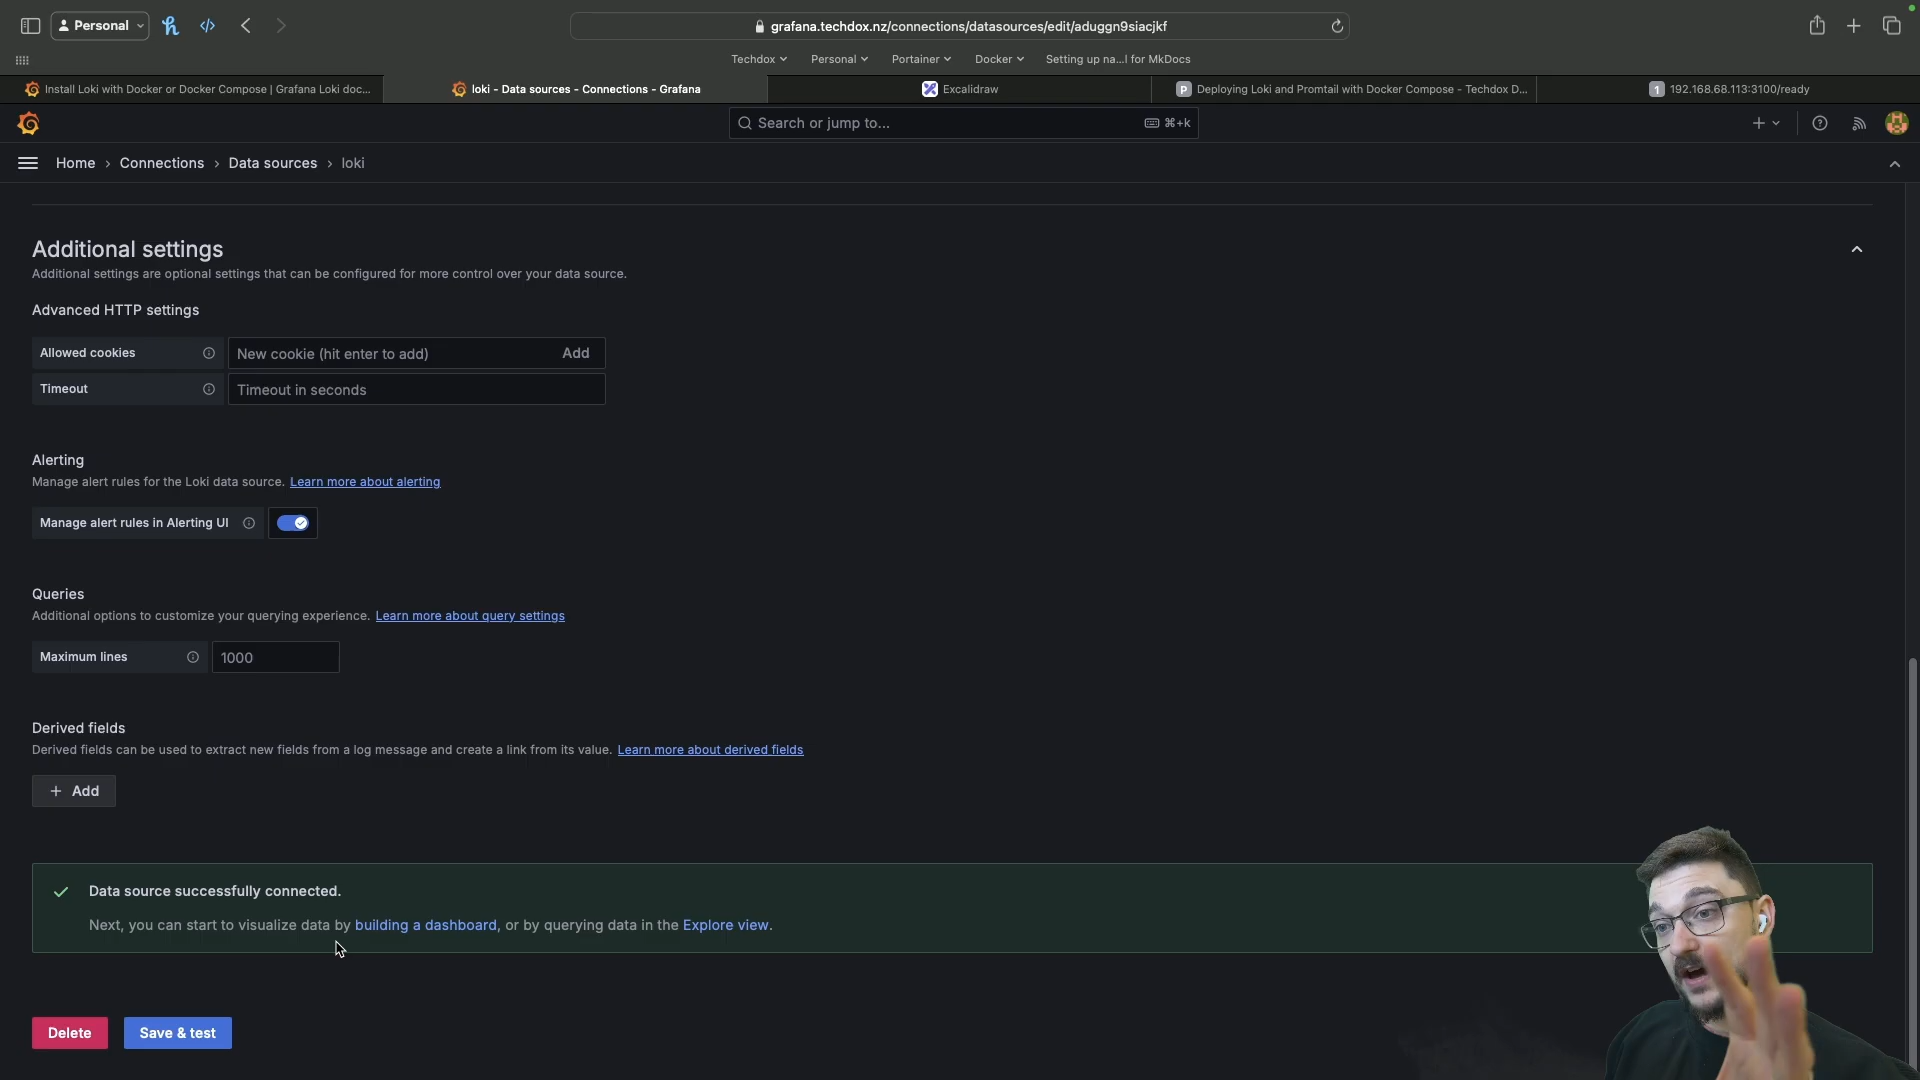 Personal
grafana.techdox.nz/connections/datasources/edit/aduggn9siacjkf
Techdox
Personal
Portainer
Docker
Setting up na...l for MkDocs
Install Loki with Docker or Docker Compose | Grafana Loki doc...
loki - Data sources - Connections - Grafana
Excalidraw
P Deploying Loki and Promtail with Docker Compose - Techdox D...
1 192.168.68.113:3100/ready
Search or jump to...
⌘+k
Home › Connections › Data sources › loki
Additional settings
Additional settings are optional settings that can be configured for more control over your data source.
Advanced HTTP settings
Allowed cookies
New cookie (hit enter to add)
Add
Timeout
Timeout in seconds
Alerting
Manage alert rules for the Loki data source. Learn more about alerting
Manage alert rules in Alerting UI
Queries
Additional options to customize your querying experience. Learn more about query settings
Maximum lines
1000
Derived fields
Derived fields can be used to extract new fields from a log message and create a link from its value. Learn more about derived fields
+ Add
Data source successfully connected.
Next, you can start to visualize data by building a dashboard, or by querying data in the Explore view.
Delete
Save & test